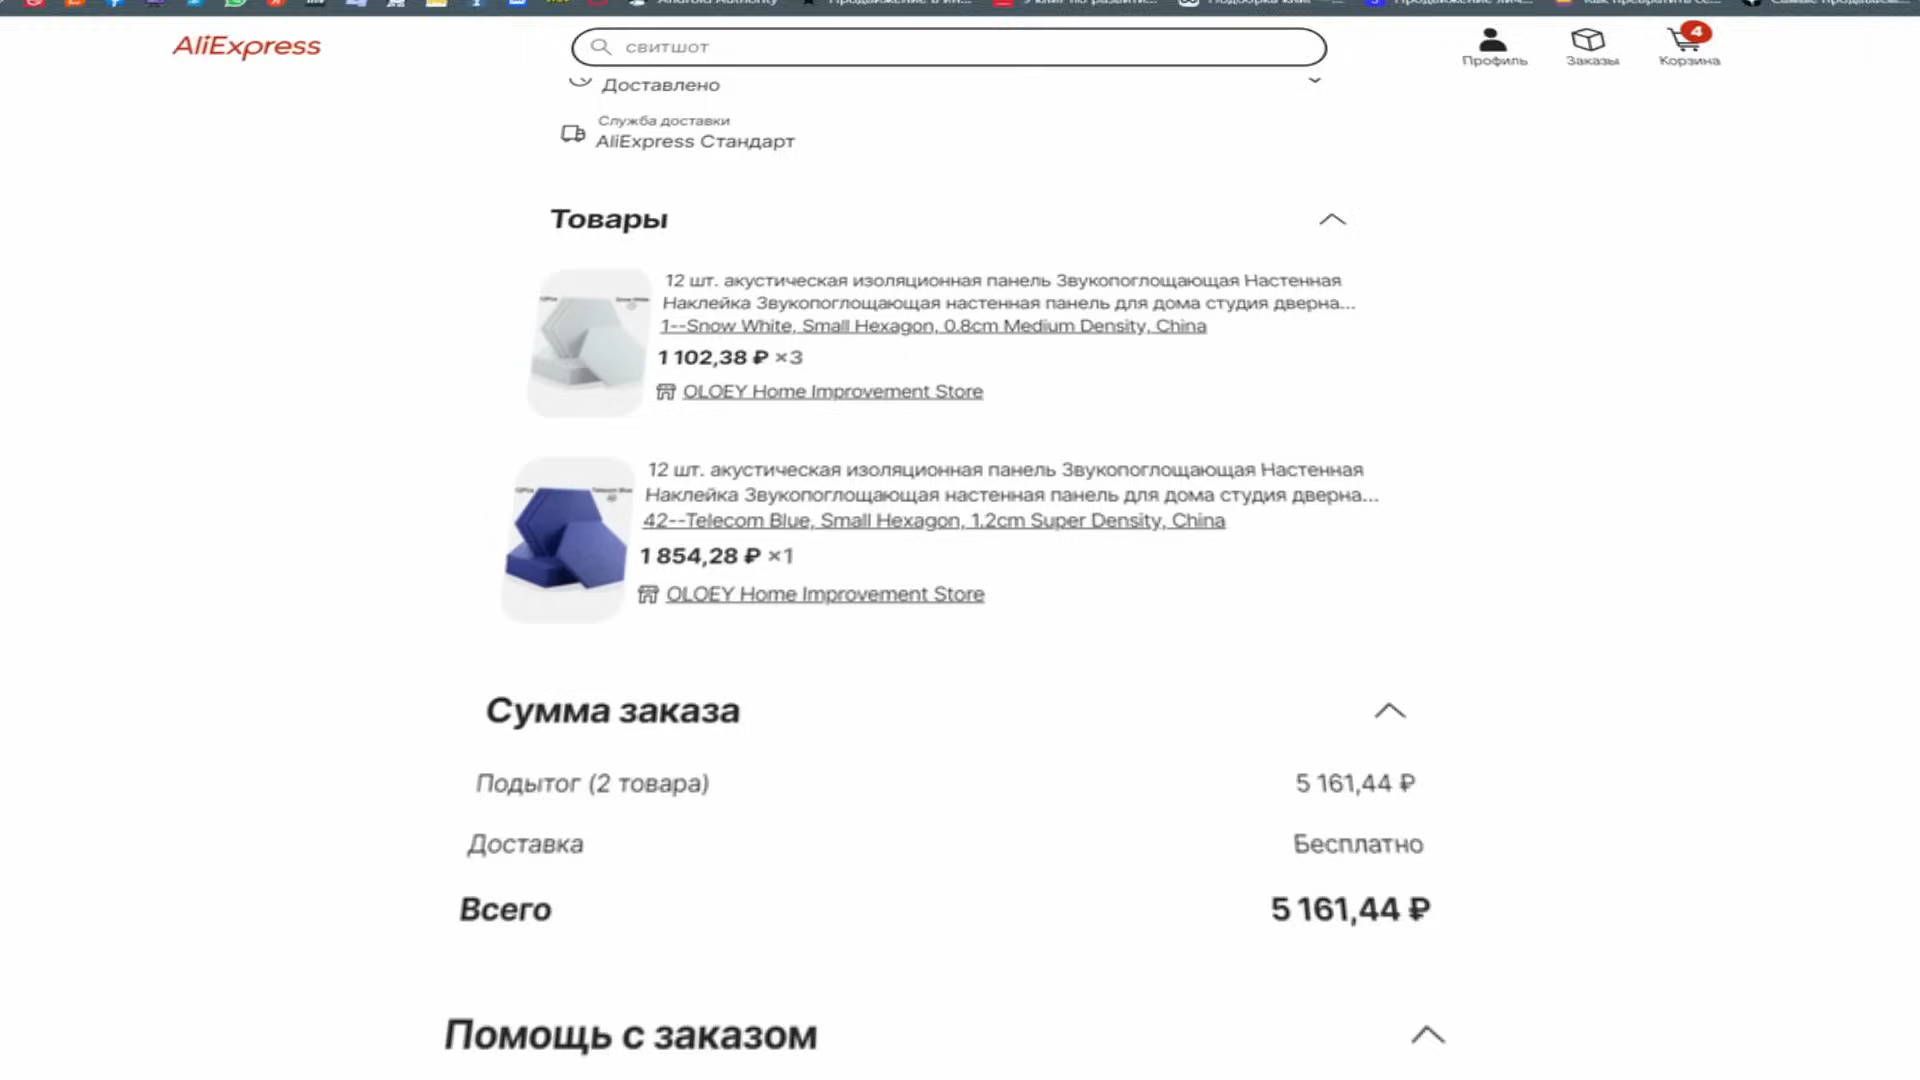 AliExpress
свитшот
4
Профиль
Заказы
Корзина
Доставлено
Служба доставки
AliExpress Стандарт
Товары
12 шт. акустическая изоляционная панель Звукопоглощающая Настенная
Наклейка Звукопоглощающая настенная панель для дома студия дверна...
1--Snow White, Small Hexagon, 0.8cm Medium Density, China
1 102,38 ₽ ×3
OLOEY Home Improvement Store
12 шт. акустическая изоляционная панель Звукопоглощающая Настенная
Наклейка Звукопоглощающая настенная панель для дома студия дверна...
42--Telecom Blue, Small Hexagon, 1.2cm Super Density, China
1 854,28 ₽ ×1
OLOEY Home Improvement Store
Сумма заказа
Подытог (2 товара) 5 161,44 ₽
Доставка Бесплатно
Всего 5 161,44 ₽
Помощь с заказом